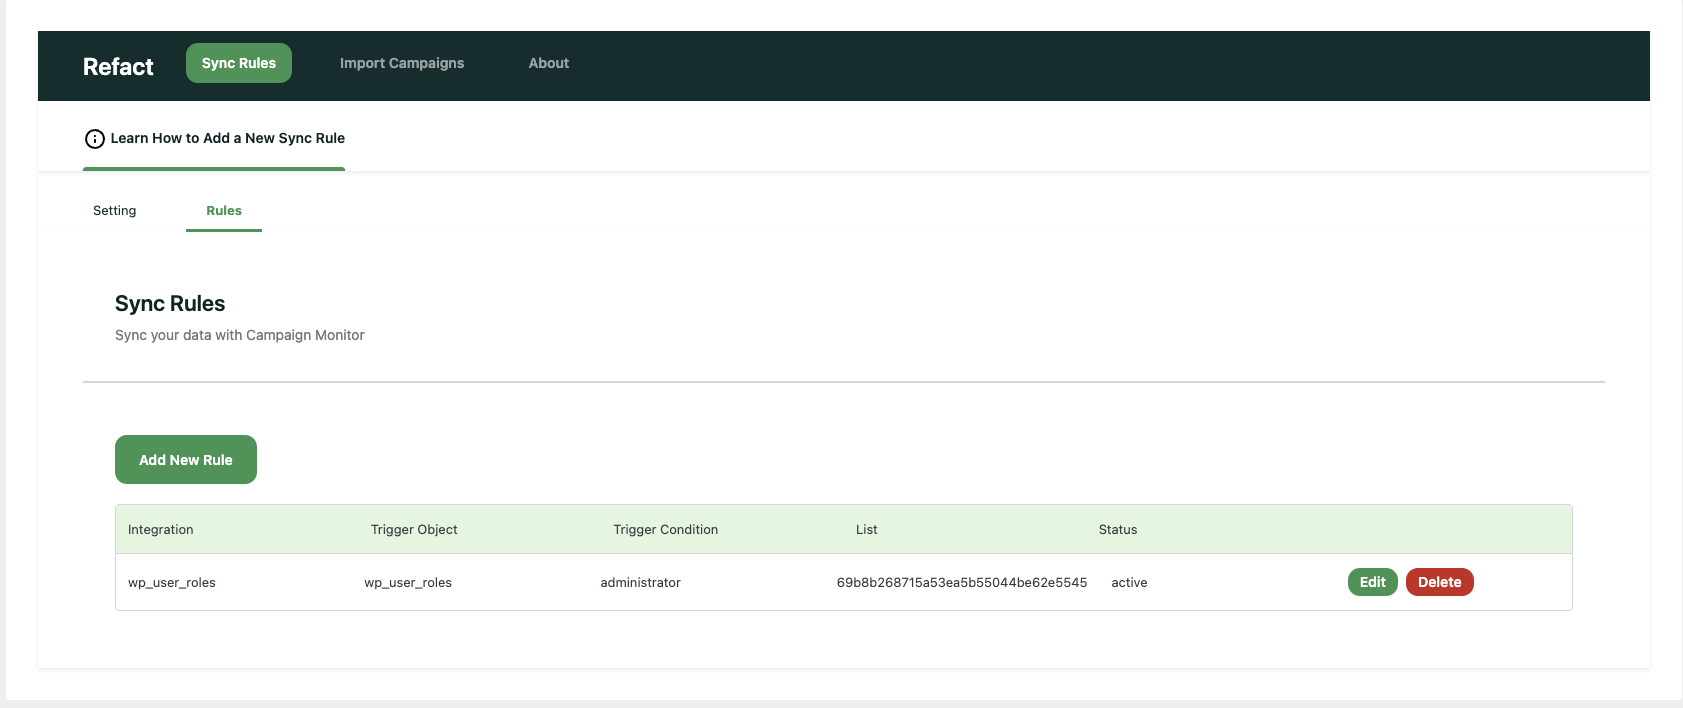 Refact Sync Rules Import Campaigns About
Learn How to Add a New Sync Rule
Setting Rules
Sync Rules
Sync your data with Campaign Monitor
Add New Rule
Integration Trigger Object Trigger Condition List Status
wp_user_roles wp_user_roles administrator 69b8b268715a53ea5b55044be62e5545 active Edit Delete